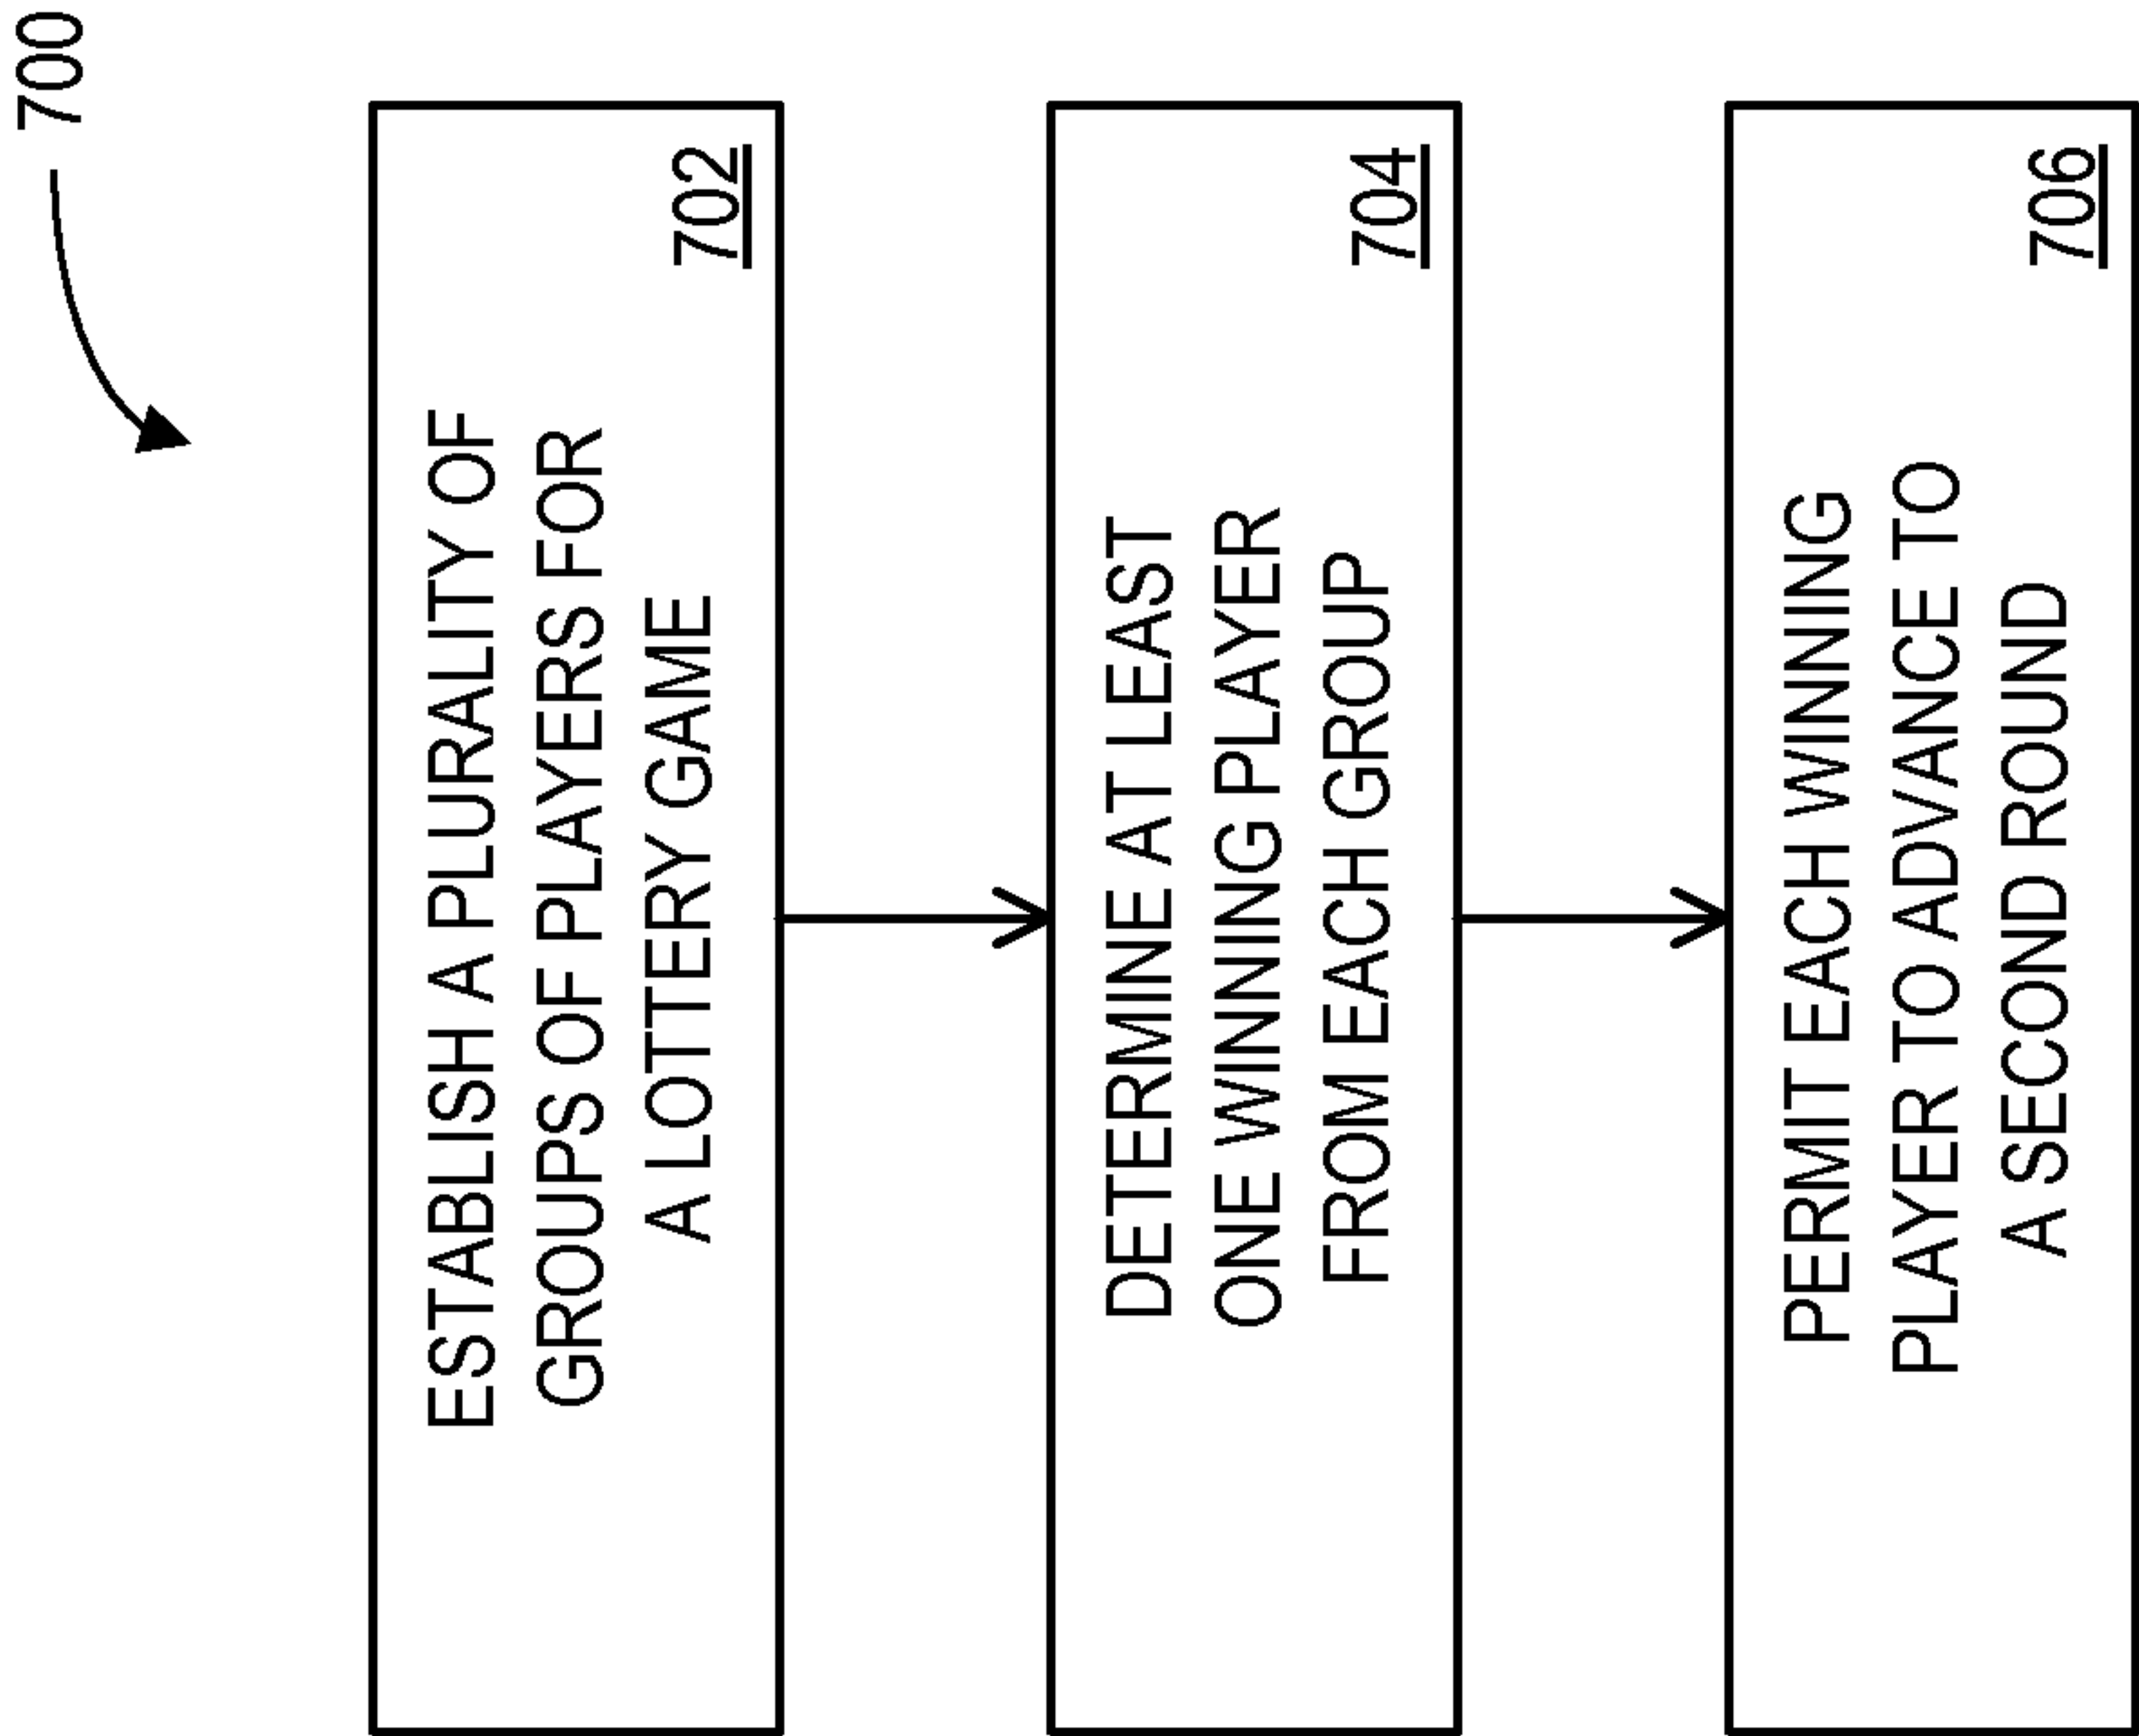 700
ESTABLISH A PLURALITY OF
GROUPS OF PLAYERS FOR
A LOTTERY GAME
702
DETERMINE AT LEAST
ONE WINNING PLAYER
FROM EACH GROUP
704
PERMIT EACH WINNING
PLAYER TO ADVANCE TO
A SECOND ROUND
706